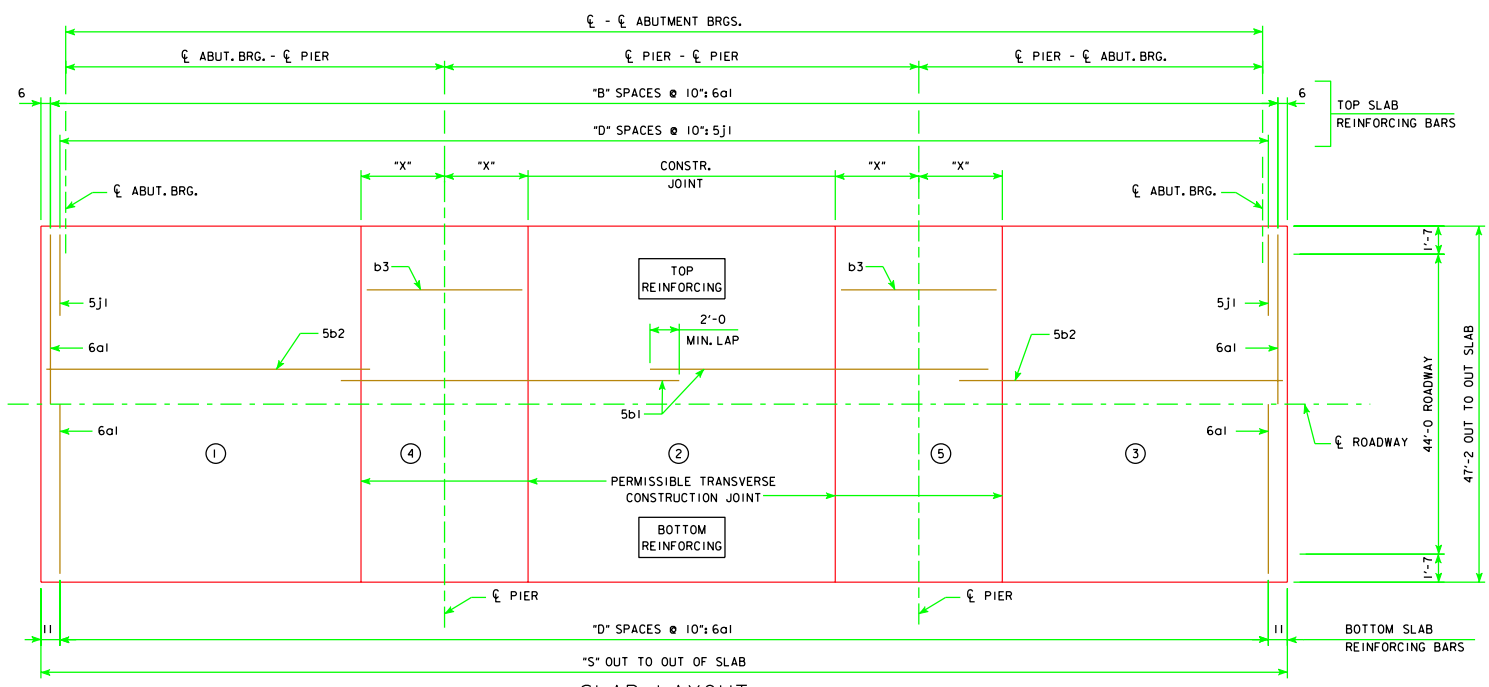 ℄ - ℄ ABUTMENT BRGS.
℄ ABUT. BRG. - ℄ PIER
℄ PIER - ℄ PIER
℄ PIER - ℄ ABUT. BRG.
6
"B" SPACES @ 10": 6a1
6
TOP SLAB
REINFORCING BARS
"D" SPACES @ 10": 5j1
"X"
"X"
CONSTR.
JOINT
"X"
"X"
℄ ABUT. BRG.
℄ ABUT. BRG.
1'-7
b3
TOP
REINFORCING
b3
5j1
5j1
2'-0
MIN. LAP
5b2
5b2
6a1
6a1
5b1
6a1
6a1
℄ ROADWAY
44'-0 ROADWAY
47'-2 OUT TO OUT SLAB
1
4
2
5
3
PERMISSIBLE TRANSVERSE
CONSTRUCTION JOINT
BOTTOM
REINFORCING
1'-7
℄ PIER
℄ PIER
11
"D" SPACES @ 10": 6a1
11
BOTTOM SLAB
REINFORCING BARS
"S" OUT TO OUT OF SLAB
SLAB LAYOUT